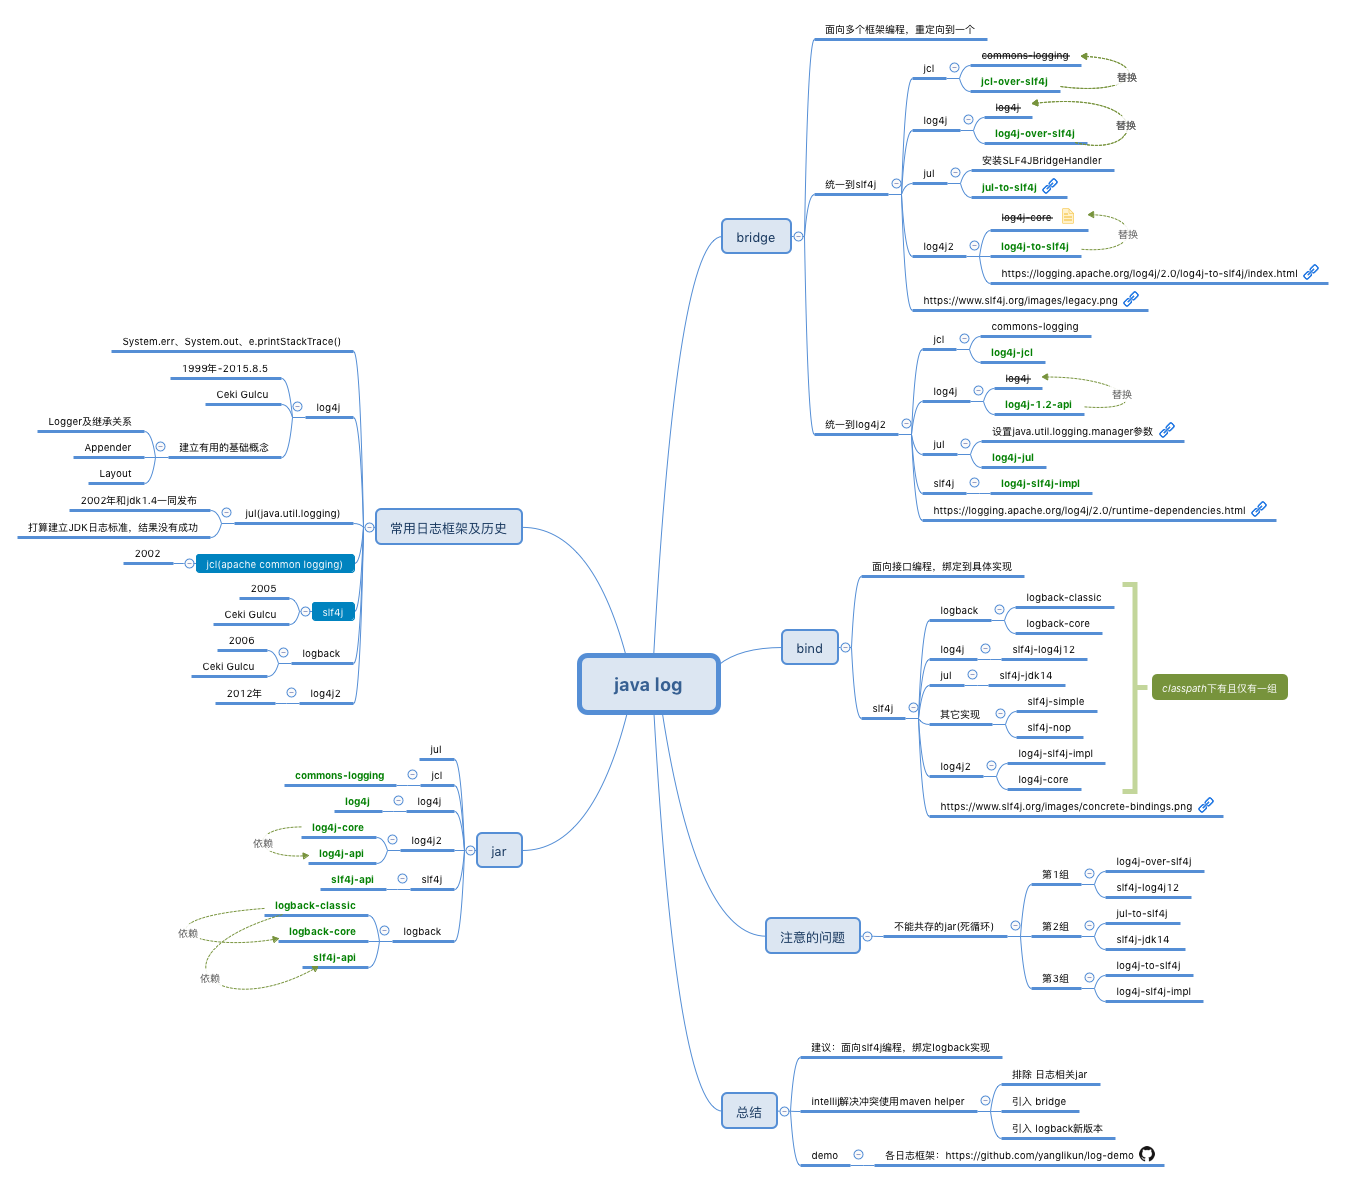 java log
bridge
面向多个框架编程，重定向到一个
统一到slf4j
jcl
commons-logging
jcl-over-slf4j
替换
log4j
log4j
log4j-over-slf4j
替换
jul
安装SLF4JBridgeHandler
jul-to-slf4j
log4j2
log4j-core
log4j-to-slf4j
替换
https://logging.apache.org/log4j/2.0/log4j-to-slf4j/index.html
https://www.slf4j.org/images/legacy.png
统一到log4j2
jcl
commons-logging
log4j-jcl
log4j
log4j
log4j-1.2-api
替换
jul
设置java.util.logging.manager参数
log4j-jul
slf4j
log4j-slf4j-impl
https://logging.apache.org/log4j/2.0/runtime-dependencies.html
bind
面向接口编程，绑定到具体实现
slf4j
logback
logback-classic
logback-core
log4j
slf4j-log4j12
jul
slf4j-jdk14
其它实现
slf4j-simple
slf4j-nop
log4j2
log4j-slf4j-impl
log4j-core
https://www.slf4j.org/images/concrete-bindings.png
classpath下有且仅有一组
注意的问题
不能共存的jar(死循环)
第1组
log4j-over-slf4j
slf4j-log4j12
第2组
jul-to-slf4j
slf4j-jdk14
第3组
log4j-to-slf4j
log4j-slf4j-impl
总结
建议：面向slf4j编程，绑定logback实现
intellij解决冲突使用maven helper
排除 日志相关jar
引入 bridge
引入 logback新版本
demo
各日志框架：https://github.com/yanglikun/log-demo
常用日志框架及历史
System.err、System.out、e.printStackTrace()
log4j
1999年-2015.8.5
Ceki Gulcu
建立有用的基础概念
Logger及继承关系
Appender
Layout
jul(java.util.logging)
2002年和jdk1.4一同发布
打算建立JDK日志标准，结果没有成功
jcl(apache common logging)
2002
slf4j
2005
Ceki Gulcu
logback
2006
Ceki Gulcu
log4j2
2012年
jar
jul
jcl
commons-logging
log4j
log4j
log4j2
log4j-core
log4j-api
依赖
slf4j
slf4j-api
logback
logback-classic
logback-core
slf4j-api
依赖
依赖